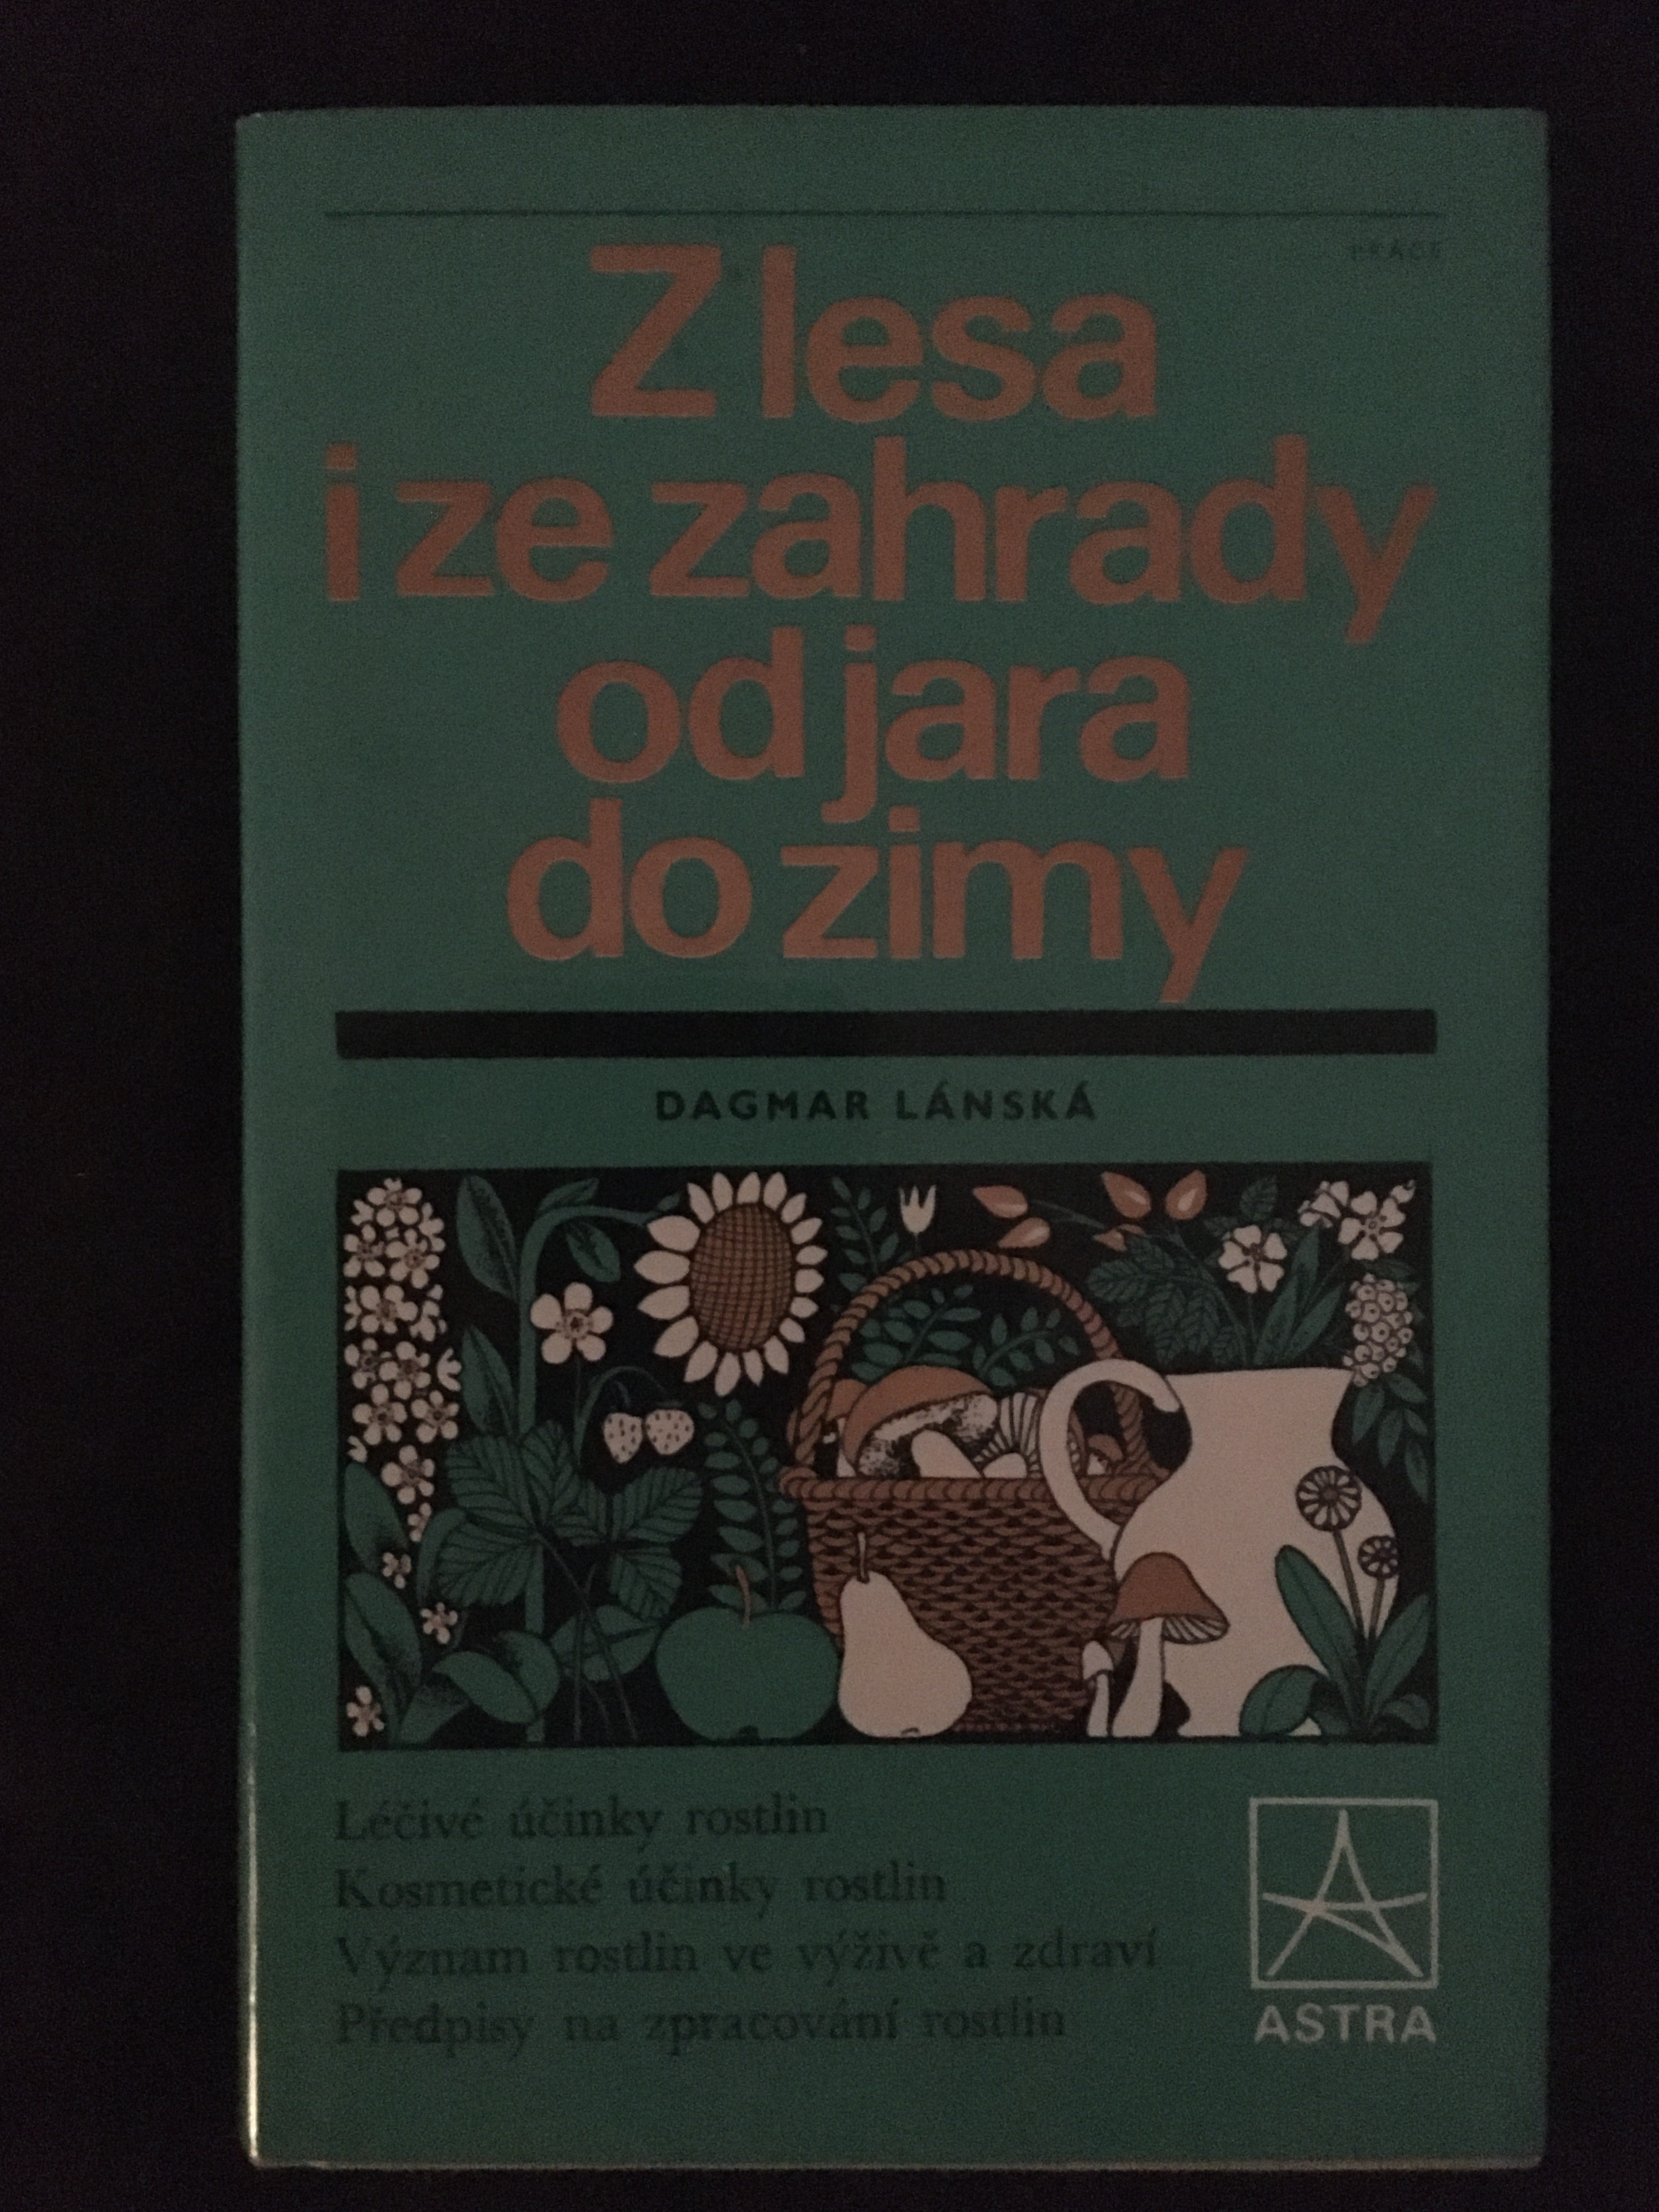 PRÁCE
Z lesa
i ze zahrady
od jara
do zimy
DAGMAR LÁNSKÁ
Léčivé účinky rostlin
Kosmetické účinky rostlin
Význam rostlin ve výživě a zdraví
Předpisy na zpracování rostlin
ASTRA